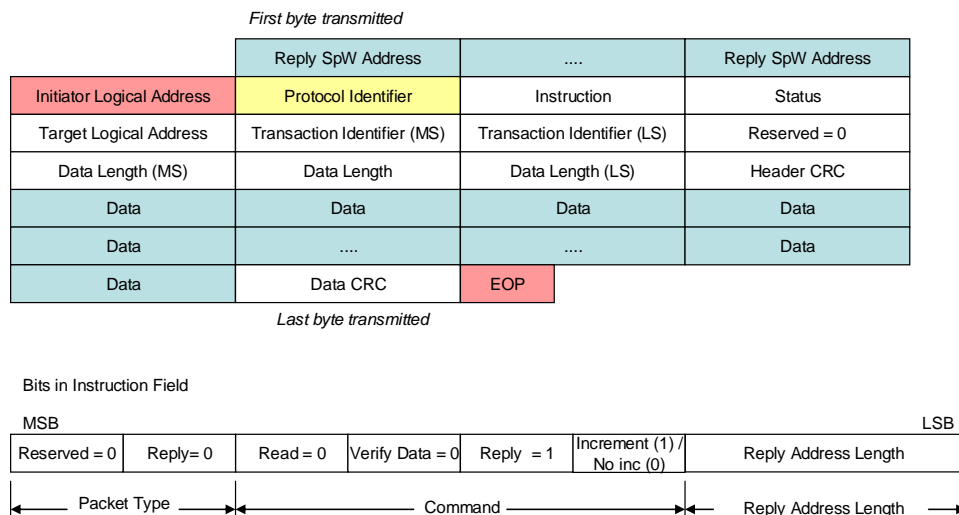 First byte transmitted
Reply SpW Address .... Reply SpW Address
Initiator Logical Address Protocol Identifier Instruction Status
Target Logical Address Transaction Identifier (MS) Transaction Identifier (LS) Reserved = 0
Data Length (MS) Data Length Data Length (LS) Header CRC
Data Data Data Data
Data .... .... Data
Data Data CRC EOP
Last byte transmitted
Bits in Instruction Field
MSB LSB
Reserved = 0 Reply= 0 Read = 0 Verify Data = 0 Reply = 1 Increment (1) / No inc (0) Reply Address Length
Packet Type Command Reply Address Length